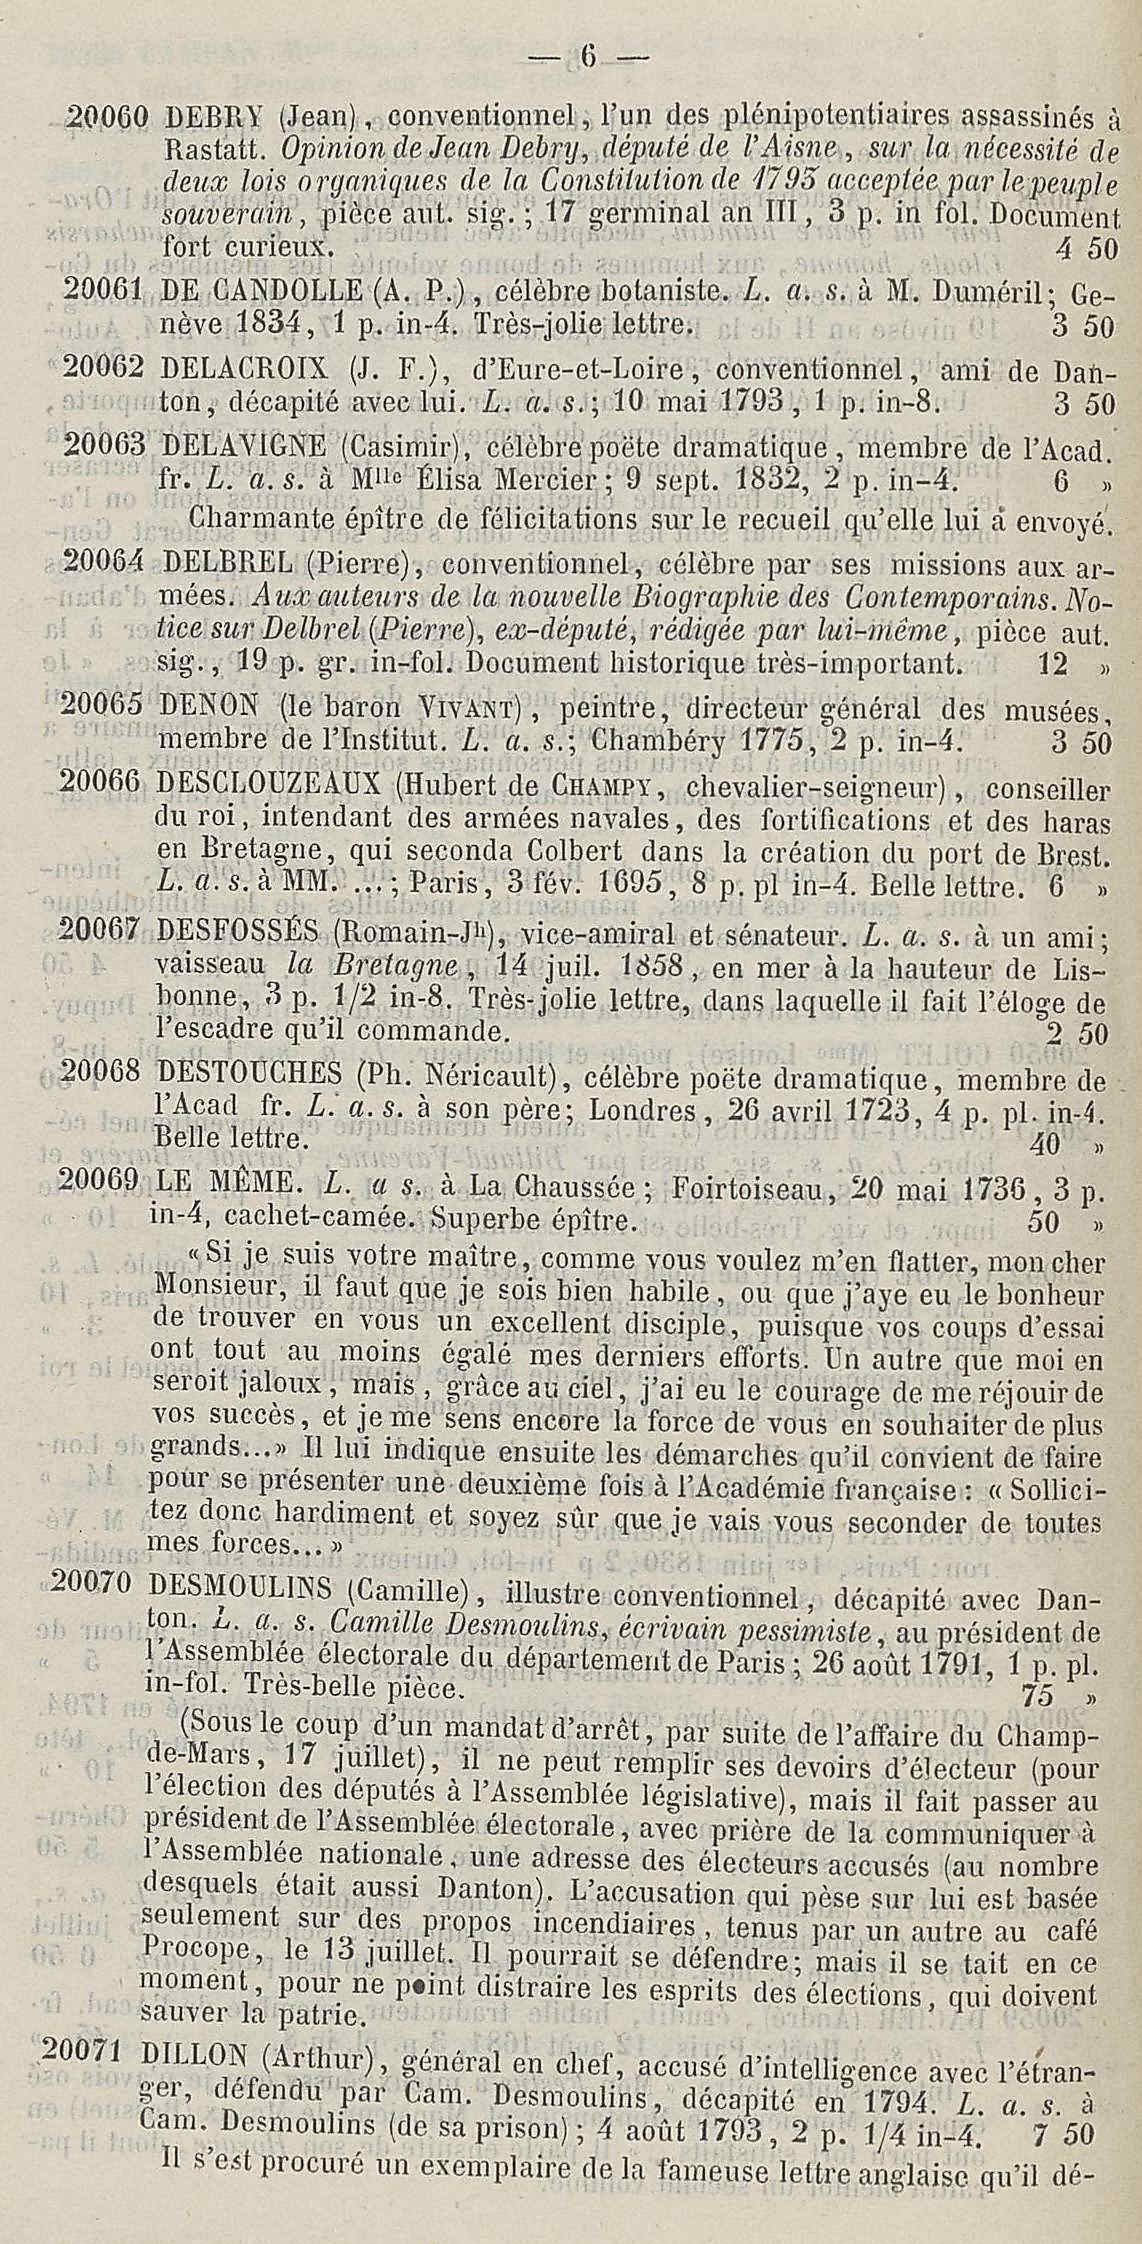 — 6 —
20060 DEBRY (Jean), conventionnel, l'un des plénipotentiaires assassinés à
Rastatt. Opinion de Jean Debry, député de l'Aisne, sur la nécessité de
deux lois organiques de la Constitution de 1793 acceptée par le peuple
souverain, pièce aut. sig.; 17 germinal an III, 3 p. in fol. Document
fort curieux. 4 50
20061 DE CANDOLLE (A. P.), célèbre botaniste. L. a. s. à M. Duméril; Ge-
nève 1834, 1 p. in-4. Très-jolie lettre. 3 50
20062 DELACROIX (J. F.), d'Eure-et-Loire, conventionnel, ami de Dan-
ton, décapité avec lui. L. a. s.; 10 mai 1793, 1 p. in-8. 3 50
20063 DELAVIGNE (Casimir), célèbre poëte dramatique, membre de l'Acad.
fr. L. a. s. à Mlle Élisa Mercier; 9 sept. 1832, 2 p. in-4. 6 »
Charmante épître de félicitations sur le recueil qu'elle lui a envoyé.
20064 DELBREL (Pierre), conventionnel, célèbre par ses missions aux ar-
mées. Aux auteurs de la nouvelle Biographie des Contemporains. No-
tice sur Delbrel (Pierre), ex-député, rédigée par lui-même, pièce aut.
sig., 19 p. gr. in-fol. Document historique très-important. 12 »
20065 DENON (le baron VIVANT), peintre, directeur général des musées,
membre de l'Institut. L. a. s.; Chambéry 1775, 2 p. in-4. 3 50
20066 DESCLOUZEAUX (Hubert de CHAMPY, chevalier-seigneur), conseiller
du roi, intendant des armées navales, des fortifications et des haras
en Bretagne, qui seconda Colbert dans la création du port de Brest.
L. a. s. à MM. ...; Paris, 3 fév. 1695, 8 p. pl in-4. Belle lettre. 6 »
20067 DESFOSSÉS (Romain-Jh), vice-amiral et sénateur. L. a. s. à un ami;
vaisseau la Bretagne, 14 juil. 1858, en mer à la hauteur de Lis-
bonne, 3 p. 1/2 in-8. Très-jolie lettre, dans laquelle il fait l'éloge de
l'escadre qu'il commande. 2 50
20068 DESTOUCHES (Ph. Néricault), célèbre poëte dramatique, membre de
l'Acad fr. L. a. s. à son père; Londres, 26 avril 1723, 4 p. pl. in-4.
Belle lettre. 40 »
20069 LE MÊME. L. a s. à La Chaussée; Foirtoiseau, 20 mai 1736, 3 p.
in-4, cachet-camée. Superbe épître. 50 »
«Si je suis votre maître, comme vous voulez m'en flatter, mon cher
Monsieur, il faut que je sois bien habile, ou que j'aye eu le bonheur
de trouver en vous un excellent disciple, puisque vos coups d'essai
ont tout au moins égalé mes derniers efforts. Un autre que moi en
seroit jaloux, mais, grâce au ciel, j'ai eu le courage de me réjouir de
vos succès, et je me sens encore la force de vous en souhaiter de plus
grands...» Il lui indique ensuite les démarches qu'il convient de faire
pour se présenter une deuxième fois à l'Académie française: « Sollici-
tez donc hardiment et soyez sûr que je vais vous seconder de toutes
mes forces... »
20070 DESMOULINS (Camille), illustre conventionnel, décapité avec Dan-
ton. L. a. s. Camille Desmoulins, écrivain pessimiste, au président de
l'Assemblée électorale du département de Paris; 26 août 1791, 1 p. pl.
in-fol. Très-belle pièce. 75 »
(Sous le coup d'un mandat d'arrêt, par suite de l'affaire du Champ-
de-Mars, 17 juillet), il ne peut remplir ses devoirs d'électeur (pour
l'élection des députés à l'Assemblée législative), mais il fait passer au
président de l'Assemblée électorale, avec prière de la communiquer à
l'Assemblée nationale, une adresse des électeurs accusés (au nombre
desquels était aussi Danton). L'accusation qui pèse sur lui est basée
seulement sur des propos incendiaires, tenus par un autre au café
Procope, le 13 juillet. Il pourrait se défendre; mais il se tait en ce
moment, pour ne point distraire les esprits des élections, qui doivent
sauver la patrie.
20071 DILLON (Arthur), général en chef, accusé d'intelligence avec l'étran-
ger, défendu par Cam. Desmoulins, décapité en 1794. L. a. s. à
Cam. Desmoulins (de sa prison); 4 août 1793, 2 p. 1/4 in-4. 7 50
Il s'est procuré un exemplaire de la fameuse lettre anglaise qu'il dé-